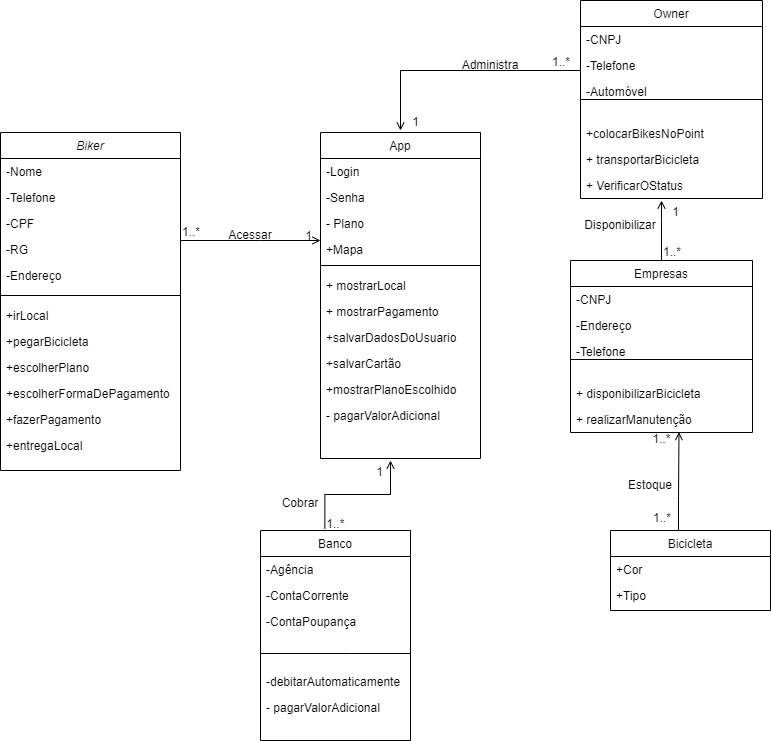 Owner
-CNPJ
-Telefone
-Automóvel
+colocarBikesNoPoint
+ transportarBicicleta
+ VerificarOStatus
Administra
1..*
1
Biker
-Nome
-Telefone
-CPF
-RG
-Endereço
+irLocal
+pegarBicicleta
+escolherPlano
+escolherFormaDePagamento
+fazerPagamento
+entregaLocal
1..*
Acessar
1
App
-Login
-Senha
- Plano
+Mapa
+ mostrarLocal
+ mostrarPagamento
+salvarDadosDoUsuario
+salvarCartão
+mostrarPlanoEscolhido
- pagarValorAdicional
1
Disponibilizar
1..*
Empresas
-CNPJ
-Endereço
-Telefone
+ disponibilizarBicicleta
+ realizarManutenção
1..*
Estoque
1..*
Bicicleta
+Cor
+Tipo
1
Cobrar
1..*
Banco
-Agência
-ContaCorrente
-ContaPoupança
-debitarAutomaticamente
- pagarValorAdicional